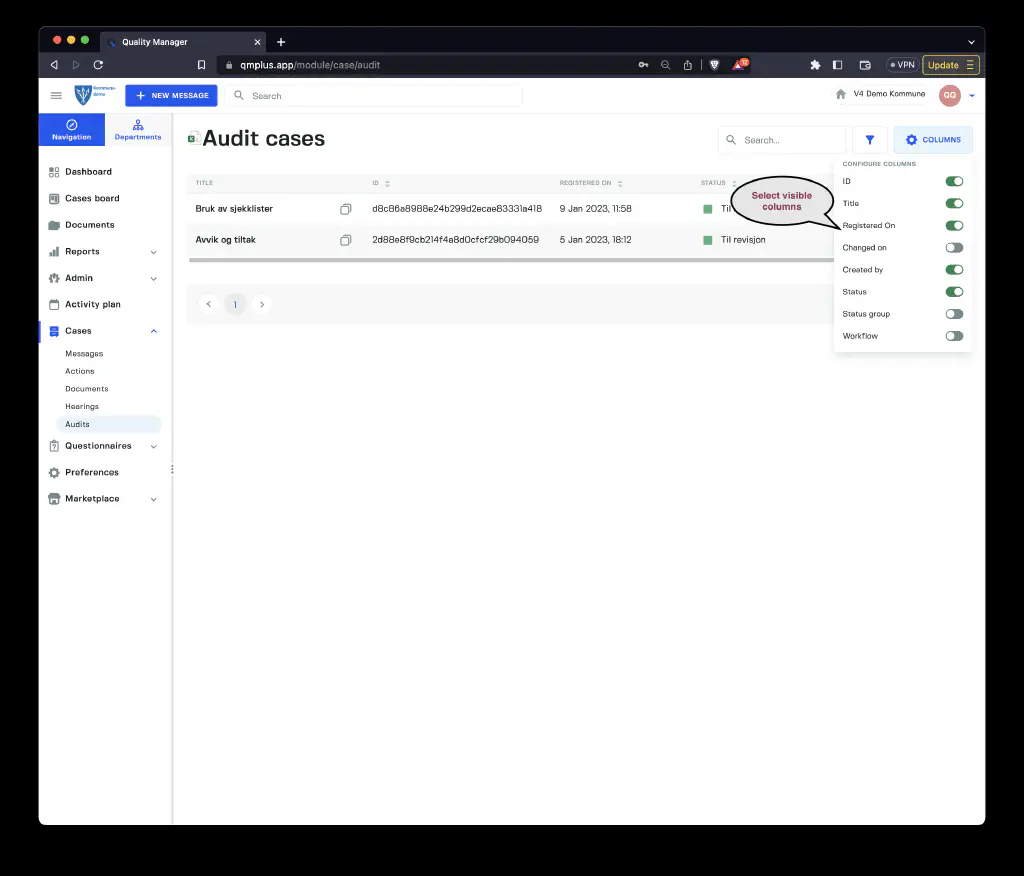 Quality Manager
qmplus.app/module/case/audit
12
VPN
Update
Kommune-
demo
NEW MESSAGE
Search
V4 Demo Kommune
QQ
Navigation
Departments
Dashboard
Cases board
Documents
Reports
Admin
Activity plan
Cases
Messages
Actions
Documents
Hearings
Audits
Questionnaires
Preferences
Marketplace
Audit cases
Search...
COLUMNS
TITLE
ID
REGISTERED ON
STATUS
Bruk av sjekklister
d8c86a8988e24b299d2ecae83331a418
9 Jan 2023, 11:58
Til
Avvik og tiltak
2d88e8f9cb214f4a8d0cfcf29b094059
5 Jan 2023, 18:12
Til revisjon
1
Select visible
columns
CONFIGURE COLUMNS
ID
Title
Registered On
Changed on
Created by
Status
Status group
Workflow